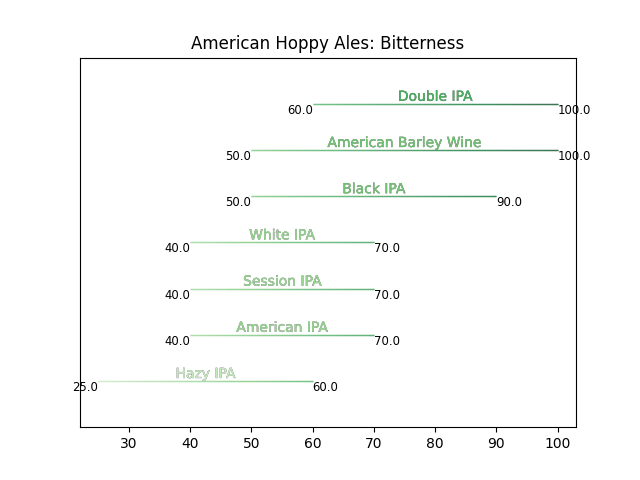 American Hoppy Ales: Bitterness
Double IPA
60.0
100.0
American Barley Wine
50.0
100.0
Black IPA
50.0
90.0
White IPA
40.0
70.0
Session IPA
40.0
70.0
American IPA
40.0
70.0
Hazy IPA
25.0
60.0
30 40 50 60 70 80 90 100